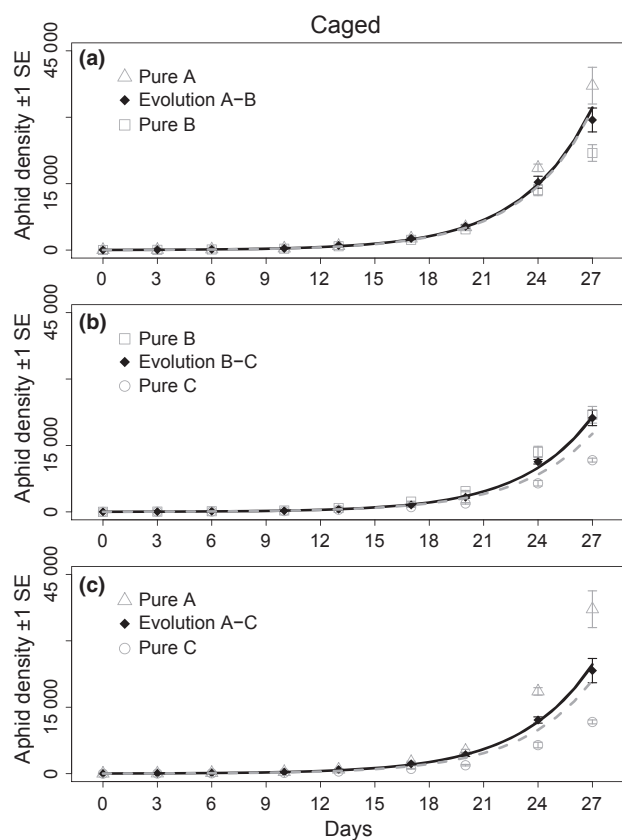 Caged
(a)
Pure A
Evolution A−B
Pure B
Aphid density ±1 SE
45 000
15 000
0
0 3 6 9 12 15 18 21 24 27
(b)
Pure B
Evolution B−C
Pure C
Aphid density ±1 SE
45 000
15 000
0
0 3 6 9 12 15 18 21 24 27
(c)
Pure A
Evolution A−C
Pure C
Aphid density ±1 SE
45 000
15 000
0
0 3 6 9 12 15 18 21 24 27
Days